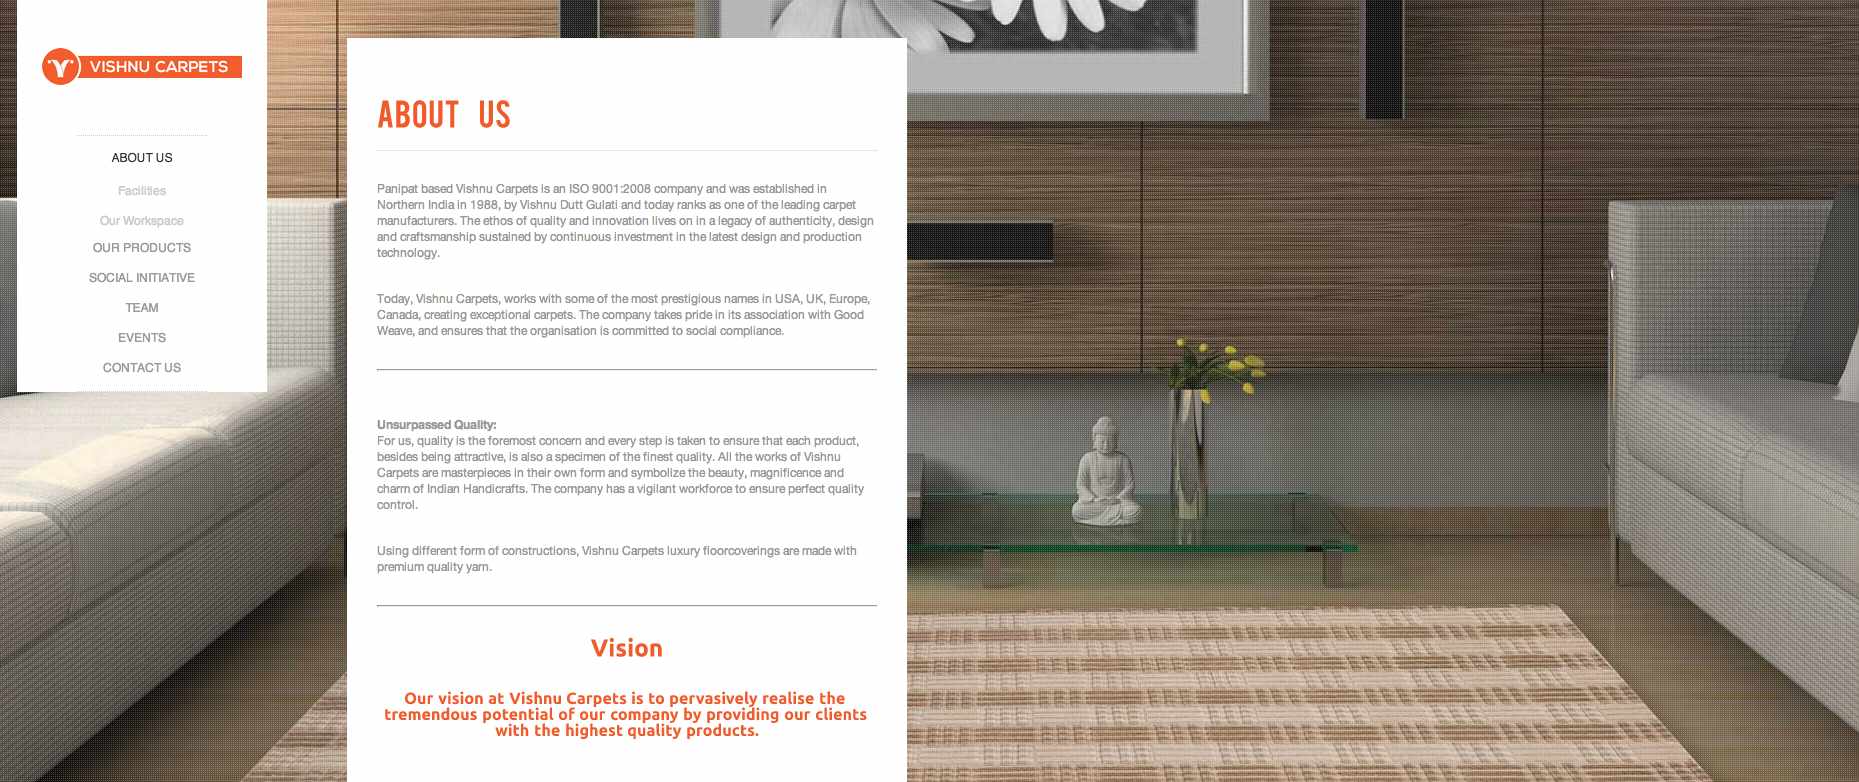 VISHNU CARPETS
ABOUT US
Facilities
Our Workspace
OUR PRODUCTS
SOCIAL INITIATIVE
TEAM
EVENTS
CONTACT US
ABOUT US
Panipat based Vishnu Carpets is an ISO 9001:2008 company and was established in
Northern India in 1988, by Vishnu Dutt Gulati and today ranks as one of the leading carpet
manufacturers. The ethos of quality and innovation lives on in a legacy of authenticity, design
and craftsmanship sustained by continuous investment in the latest design and production
technology.
Today, Vishnu Carpets, works with some of the most prestigious names in USA, UK, Europe,
Canada, creating exceptional carpets. The company takes pride in its association with Good
Weave, and ensures that the organisation is committed to social compliance.
Unsurpassed Quality:
For us, quality is the foremost concern and every step is taken to ensure that each product,
besides being attractive, is also a specimen of the finest quality. All the works of Vishnu
Carpets are masterpieces in their own form and symbolize the beauty, magnificence and
charm of Indian Handicrafts. The company has a vigilant workforce to ensure perfect quality
control.
Using different form of constructions, Vishnu Carpets luxury floorcoverings are made with
premium quality yarn.
Vision
Our vision at Vishnu Carpets is to pervasively realise the
tremendous potential of our company by providing our clients
with the highest quality products.